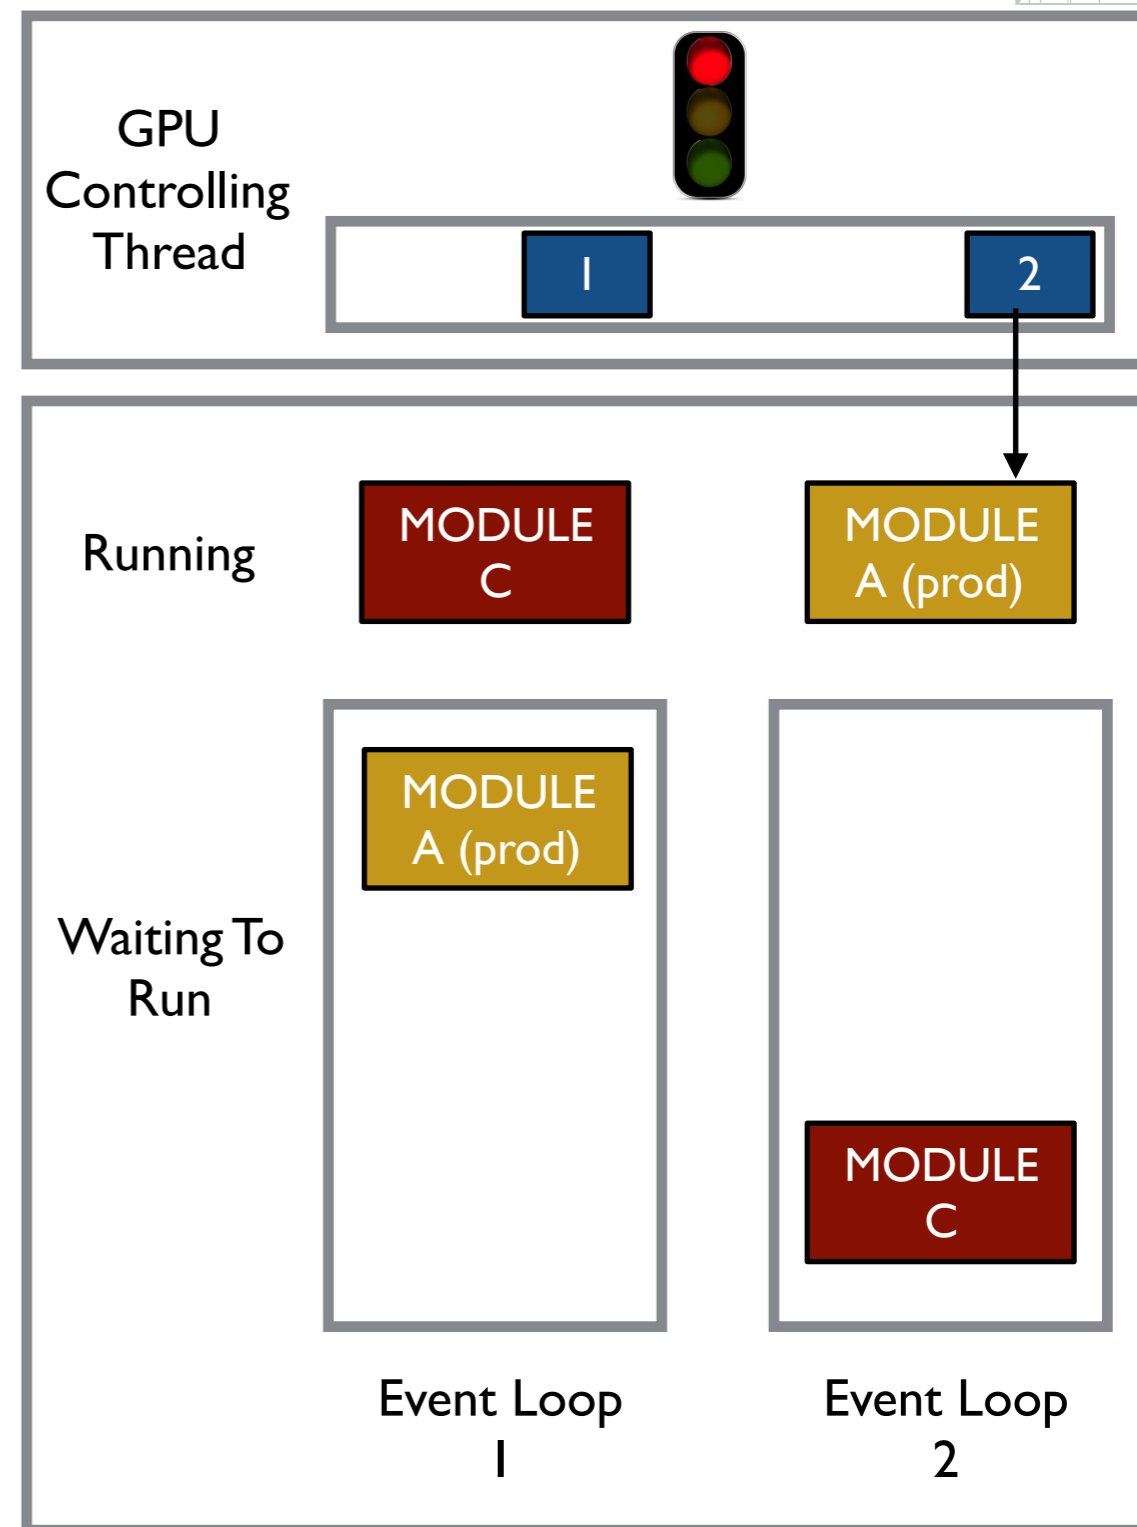 GPU
Controlling
Thread
1
2
Running
MODULE
C
MODULE
A (prod)
MODULE
A (prod)
Waiting To
Run
MODULE
C
Event Loop
1
Event Loop
2